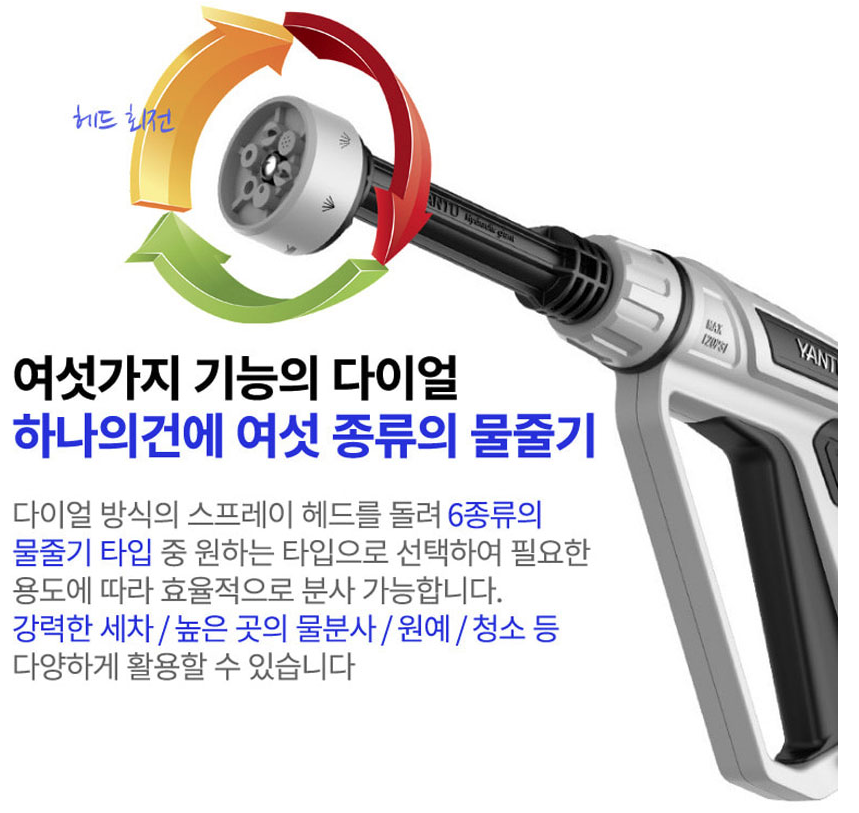 헤드 회전
YANTU
Hydraulic giant
MAX
120PSI
YANT
여섯가지 기능의 다이얼
하나의건에 여섯 종류의 물줄기
다이얼 방식의 스프레이 헤드를 돌려 6종류의
물줄기 타입 중 원하는 타입으로 선택하여 필요한
용도에 따라 효율적으로 분사 가능합니다.
강력한 세차 / 높은 곳의 물분사 / 원예 / 청소 등
다양하게 활용할 수 있습니다